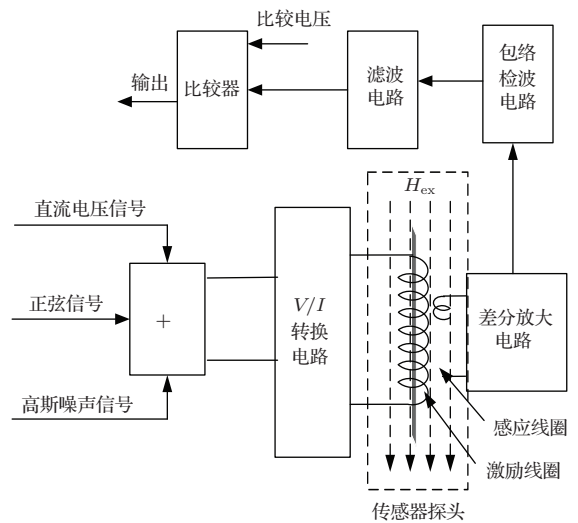 比较电压
输出
比较器
滤波
电路
包络
检波
电路
H_ex
直流电压信号
正弦信号
高斯噪声信号
+
V/I
转换
电路
差分放大
电路
感应线圈
激励线圈
传感器探头